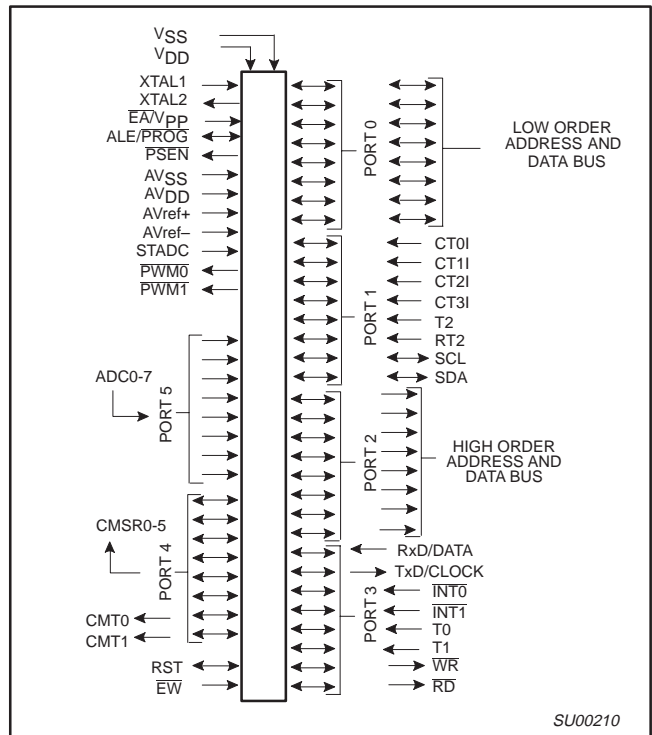 VSS
VDD
XTAL1
XTAL2
EA/VPP
ALE/PROG
PSEN
AVSS
AVDD
AVref+
AVref–
STADC
PWM0
PWM1
ADC0-7
PORT 5
CMSR0-5
PORT 4
CMT0
CMT1
RST
EW
PORT 0
LOW ORDER
ADDRESS AND
DATA BUS
PORT 1
CT0I
CT1I
CT2I
CT3I
T2
RT2
SCL
SDA
PORT 2
HIGH ORDER
ADDRESS AND
DATA BUS
PORT 3
RxD/DATA
TxD/CLOCK
INT0
INT1
T0
T1
WR
RD
SU00210